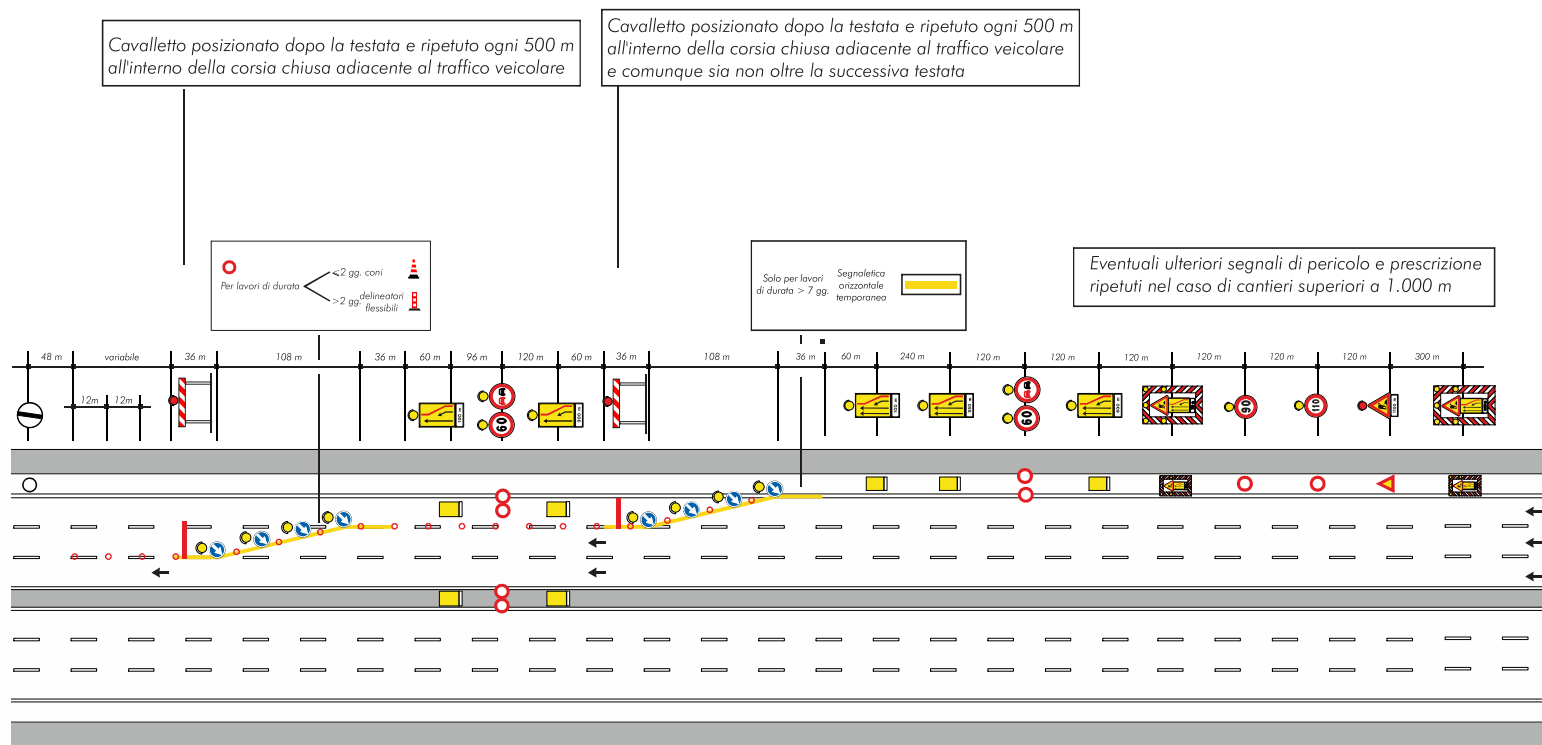 Cavalletto posizionato dopo la testata e ripetuto ogni 500 m
all'interno della corsia chiusa adiacente al traffico veicolare
Cavalletto posizionato dopo la testata e ripetuto ogni 500 m
all'interno della corsia chiusa adiacente al traffico veicolare
e comunque sia non oltre la successiva testata
Per lavori di durata
<2 gg. coni
>2 gg. delineatori
flessibili
Solo per lavori
di durata > 7 gg.
Segnaletica
orizzontale
temporanea
Eventuali ulteriori segnali di pericolo e prescrizione
ripetuti nel caso di cantieri superiori a 1.000 m
48 m variabile 36 m 108 m 36 m 60 m 96 m 120 m 60 m 36 m 108 m 36 m 60 m 240 m 120 m 120 m 120 m 120 m 120 m 120 m 300 m
12m 12m
60
60
90
110